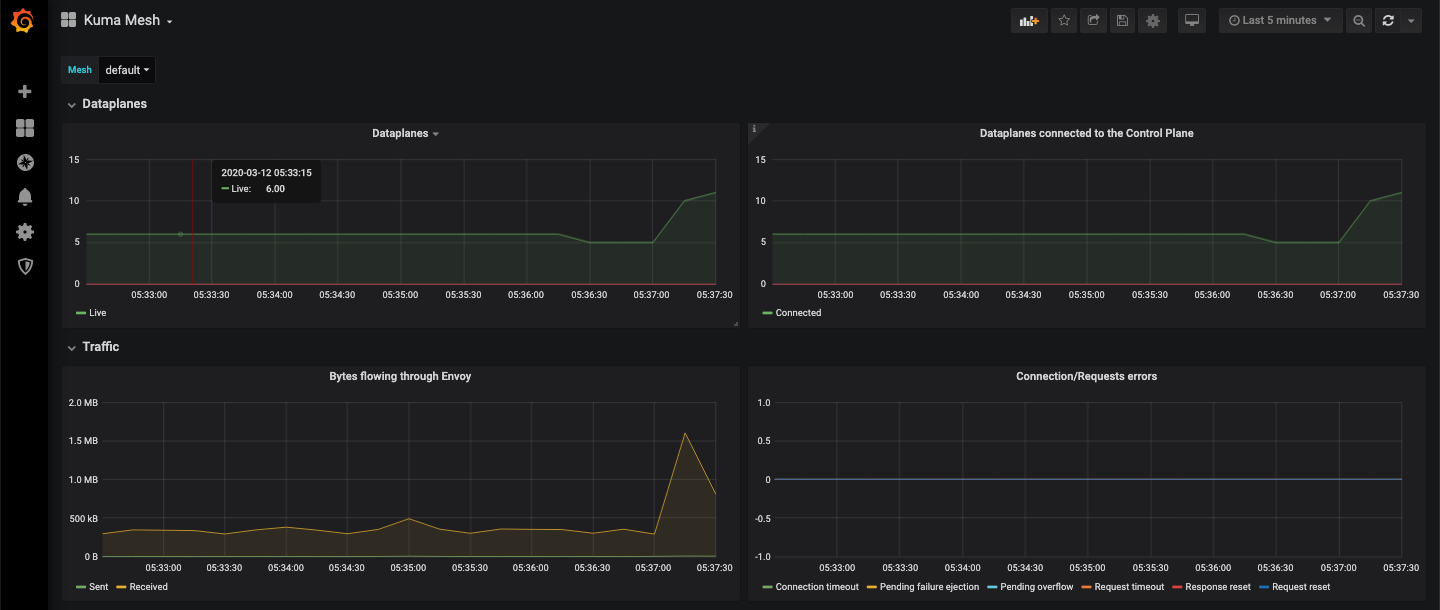 Kuma Mesh
Last 5 minutes
Mesh default
Dataplanes
Dataplanes
15
10
5
0
2020-03-12 05:33:15
Live: 6.00
05:33:00 05:33:30 05:34:00 05:34:30 05:35:00 05:35:30 05:36:00 05:36:30 05:37:00 05:37:30
Live
i
Dataplanes connected to the Control Plane
15
10
5
0
05:33:00 05:33:30 05:34:00 05:34:30 05:35:00 05:35:30 05:36:00 05:36:30 05:37:00 05:37:30
Connected
Traffic
Bytes flowing through Envoy
2.0 MB
1.5 MB
1.0 MB
500 kB
0 B
05:33:00 05:33:30 05:34:00 05:34:30 05:35:00 05:35:30 05:36:00 05:36:30 05:37:00 05:37:30
Sent Received
Connection/Requests errors
1.0
0.5
0
-0.5
-1.0
05:33:00 05:33:30 05:34:00 05:34:30 05:35:00 05:35:30 05:36:00 05:36:30 05:37:00 05:37:30
Connection timeout Pending failure ejection Pending overflow Request timeout Response reset Request reset